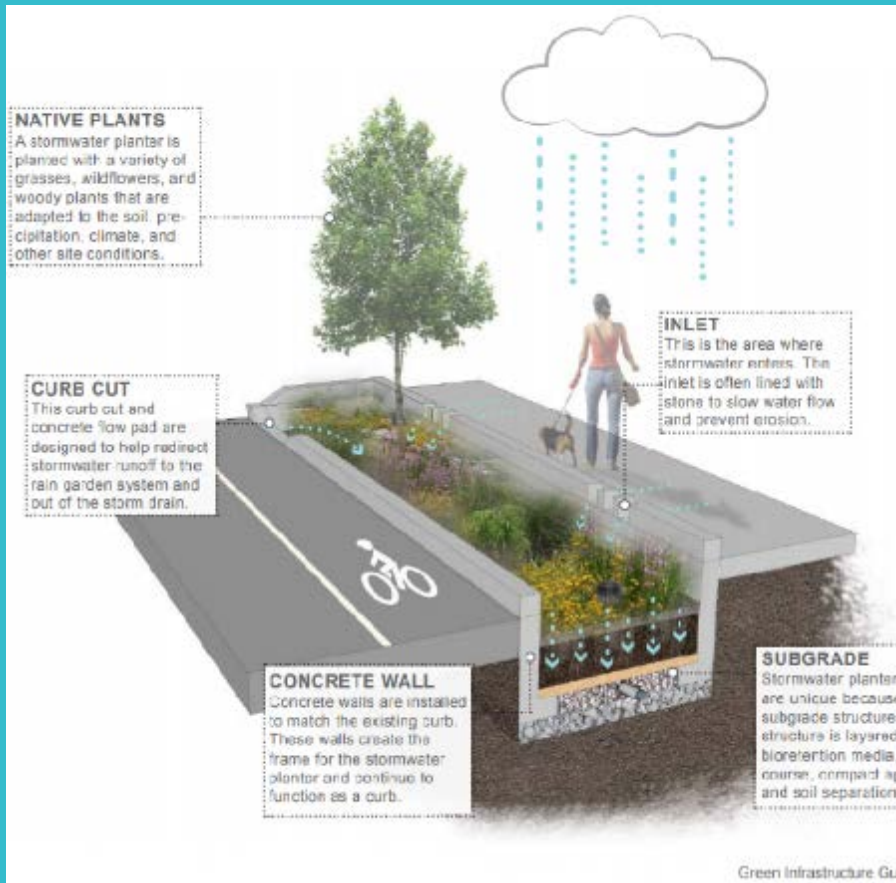 NATIVE PLANTS
A stormwater planter is
planted with a variety of
grasses, wildflowers, and
woody plants that are
adapted to the soil, pre-
cipitation, climate, and
other site conditions.
CURB CUT
This curb cut and
concrete flow pad are
designed to help redirect
stormwater runoff to the
rain garden system and
out of the storm drain.
INLET
This is the area where
stormwater enters. The
inlet is often lined with
stone to slow water flow
and prevent erosion.
CONCRETE WALL
Concrete walls are installed
to match the existing curb.
These walls create the
frame for the stormwater
planter and continue to
function as a curb.
SUBGRADE
Stormwater planter
are unique because
subgrade structure
structure is layered
bioretention media
course, compact
and soil separation
Green Infrastructure